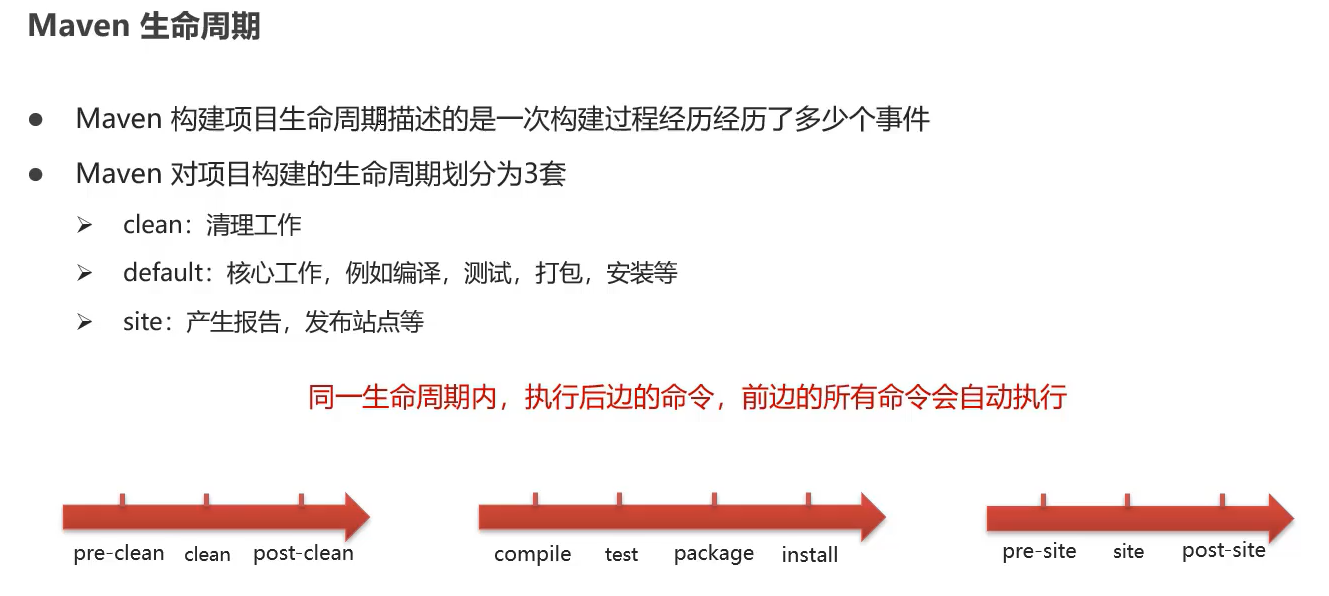 Maven 生命周期
Maven 构建项目生命周期描述的是一次构建过程经历经历了多少个事件
Maven 对项目构建的生命周期划分为3套
clean：清理工作
default：核心工作，例如编译，测试，打包，安装等
site：产生报告，发布站点等
同一生命周期内，执行后边的命令，前边的所有命令会自动执行
pre-clean clean post-clean
compile test package install
pre-site site post-site